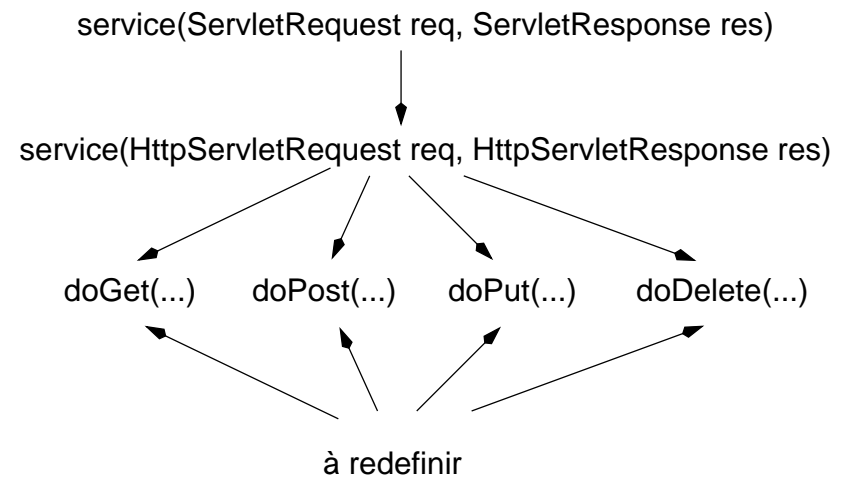 service(ServletRequest req, ServletResponse res)
service(HttpServletRequest req, HttpServletResponse res)
doGet(...) doPost(...) doPut(...) doDelete(...)
à redefinir